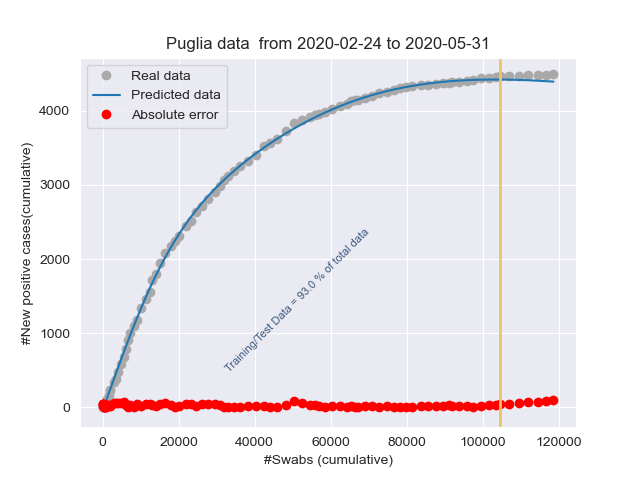 Puglia data  from 2020-02-24 to 2020-05-31
Real data
Predicted data
Absolute error
#New positive cases(cumulative)
4000
3000
2000
1000
0
Training/Test Data = 93.0 % of total data
0
20000
40000
60000
80000
100000
120000
#Swabs (cumulative)